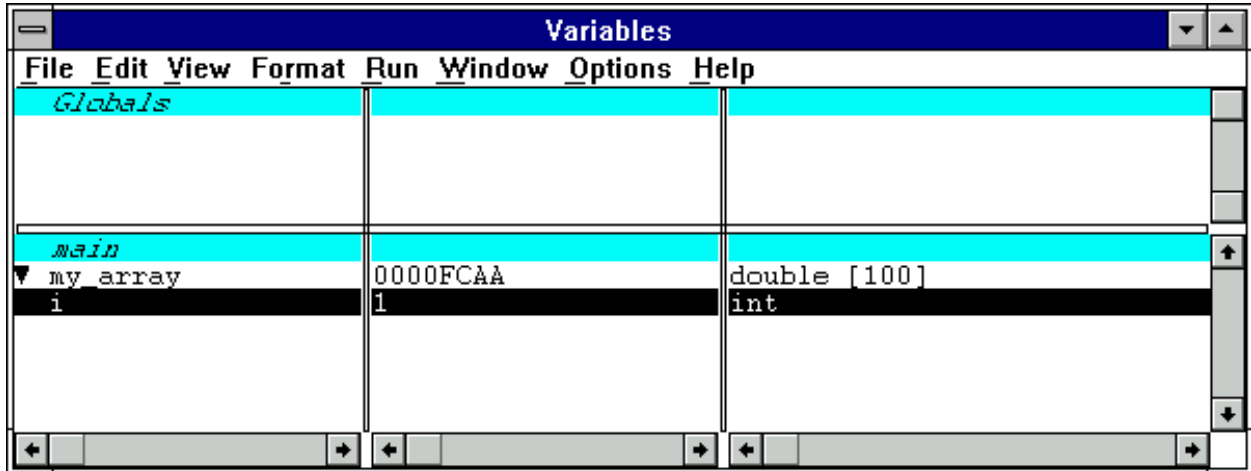 Variables
File Edit View Format Run Window Options Help
Globals
main
my_array 0000FCAA double [100]
i 1 int